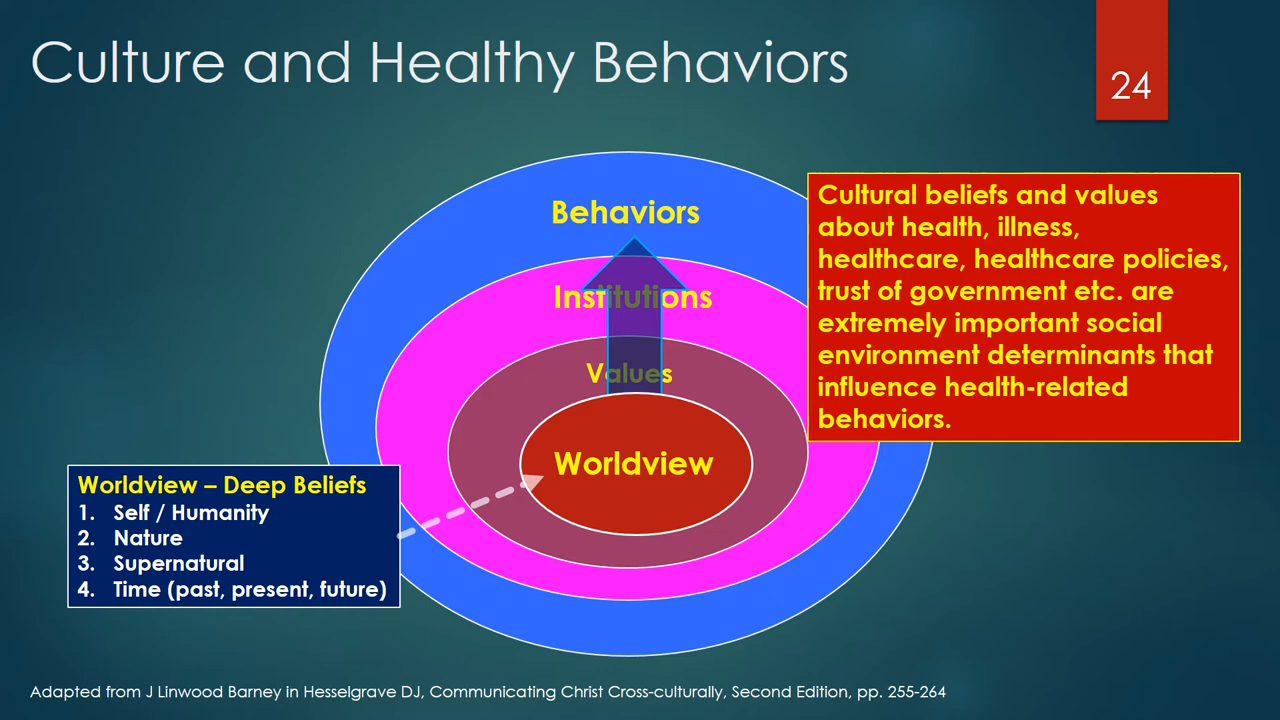 Culture and Healthy Behaviors
24
Behaviors
Institutions
Values
Worldview
Cultural beliefs and values
about health, illness,
healthcare, healthcare policies,
trust of government etc. are
extremely important social
environment determinants that
influence health-related
behaviors.
Worldview – Deep Beliefs
1. Self / Humanity
2. Nature
3. Supernatural
4. Time (past, present, future)
Adapted from J Linwood Barney in Hesselgrave DJ, Communicating Christ Cross-culturally, Second Edition, pp. 255-264